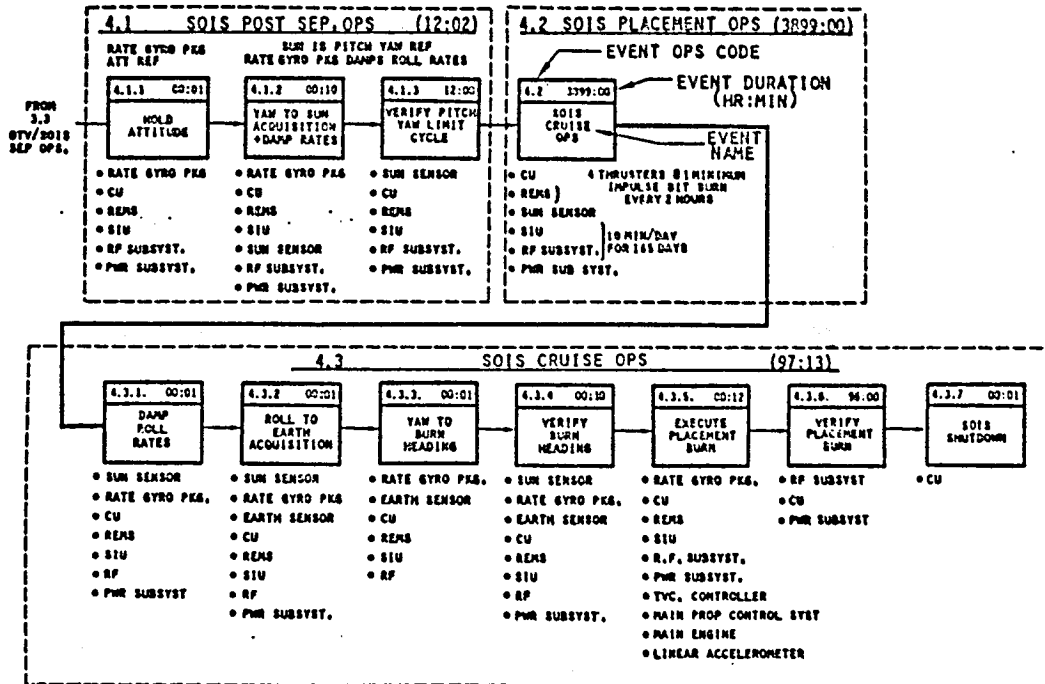 4.1 SOIS POST SEP. OPS (12:02)
RATE GYRO PKG
ATT REF
SUN IS PITCH YAW REF
RATE GYRO PKG DAMPS ROLL RATES
FROM
3.3
OTV/SOIS
SEP OPS.
4.1.1 00:01
HOLD
ATTITUDE
• RATE GYRO PKG
• CU
• REMS
• SIU
• RF SUBSYST.
• PWR SUBSYST.
4.1.2 00:10
YAW TO SUN
ACQUISITION
+DAMP RATES
• RATE GYRO PKG
• CU
• REMS
• SIU
• SUN SENSOR
• RF SUBSYST.
• PWR SUBSYST.
4.1.3 12:00
VERIFY PITCH
YAW LIMIT
CYCLE
• SUN SENSOR
• CU
• REMS
• SIU
• RF SUBSYST.
• PWR SUBSYST.
4.2 SOIS PLACEMENT OPS (3899:00)
EVENT OPS CODE
EVENT DURATION
(HR:MIN)
EVENT
NAME
4.2 3899:00
SOIS
CRUISE
OPS
• CU
• REMS)
4 THRUSTERS @ 1 MINIMUM
IMPULSE BIT BURN
EVERY 2 HOURS
• SUN SENSOR
• SIU
• RF SUBSYST.
10 MIN/DAY
FOR 165 DAYS
• PWR SUB SYST.
4.3 SOIS CRUISE OPS (97:13)
4.3.1. 00:01
DAMP
ROLL
RATES
• SUN SENSOR
• RATE GYRO PKG.
• CU
• REMS
• SIU
• RF
• PWR SUBSYST
4.3.2 00:01
ROLL TO
EARTH
ACQUISITION
• SUN SENSOR
• RATE GYRO PKG
• EARTH SENSOR
• CU
• REMS
• SIU
• RF
• PWR SUBSYST.
4.3.3. 00:01
YAW TO
BURN
HEADING
• RATE GYRO PKG.
• EARTH SENSOR
• CU
• REMS
• SIU
• RF
4.3.4 00:10
VERIFY
BURN
HEADING
• SUN SENSOR
• RATE GYRO PKG.
• EARTH SENSOR
• CU
• REMS
• SIU
• RF
• PWR SUBSYST.
4.3.5. 00:12
EXECUTE
PLACEMENT
BURN
• RATE GYRO PKG.
• CU
• REMS
• SIU
• R.F. SUBSYST.
• PWR SUBSYST.
• TVC. CONTROLLER
• MAIN PROP CONTROL SYST
• MAIN ENGINE
• LINEAR ACCELEROMETER
4.3.6. 96:00
VERIFY
PLACEMENT
BURN
• RF SUBSYST
• CU
• PWR SUBSYST
4.3.7 00:01
SOIS
SHUTDOWN
• CU